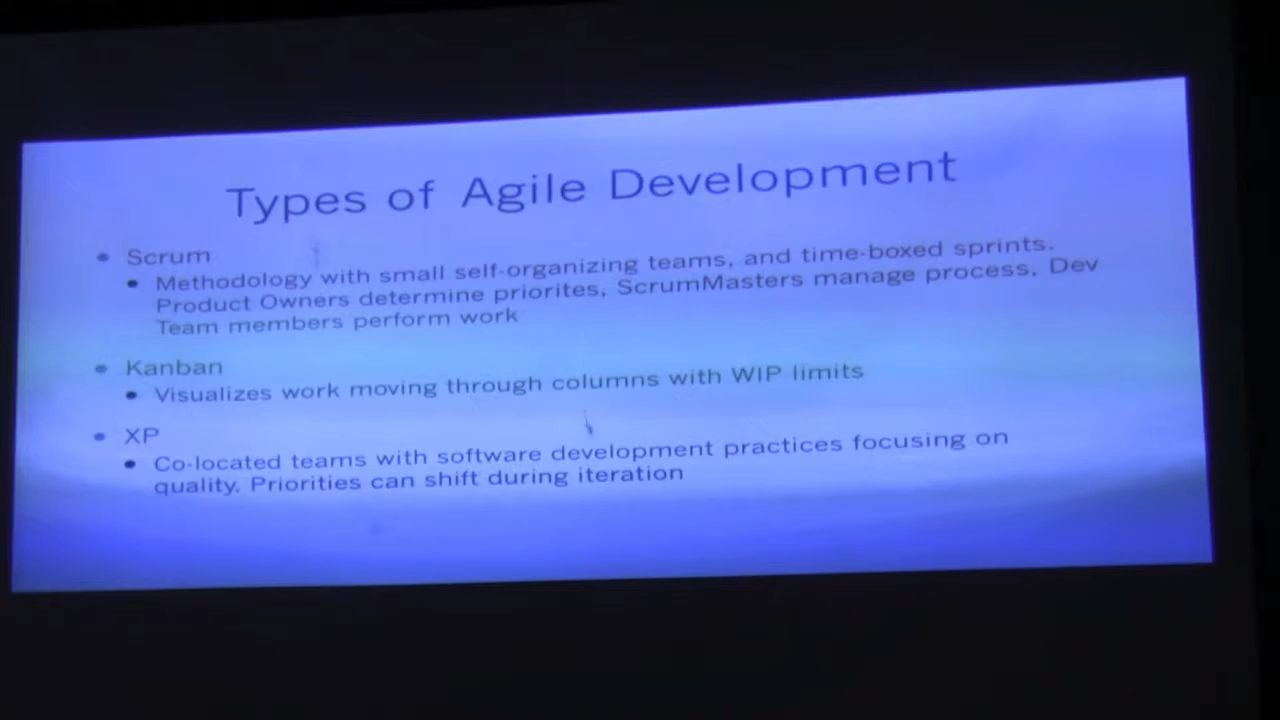 Types of Agile Development
• Scrum
• Methodology with small self-organizing teams, and time-boxed sprints.
Product Owners determine priorites, ScrumMasters manage process, Dev
Team members perform work
• Kanban
• Visualizes work moving through columns with WIP limits
• XP
• Co-located teams with software development practices focusing on
quality. Priorities can shift during iteration